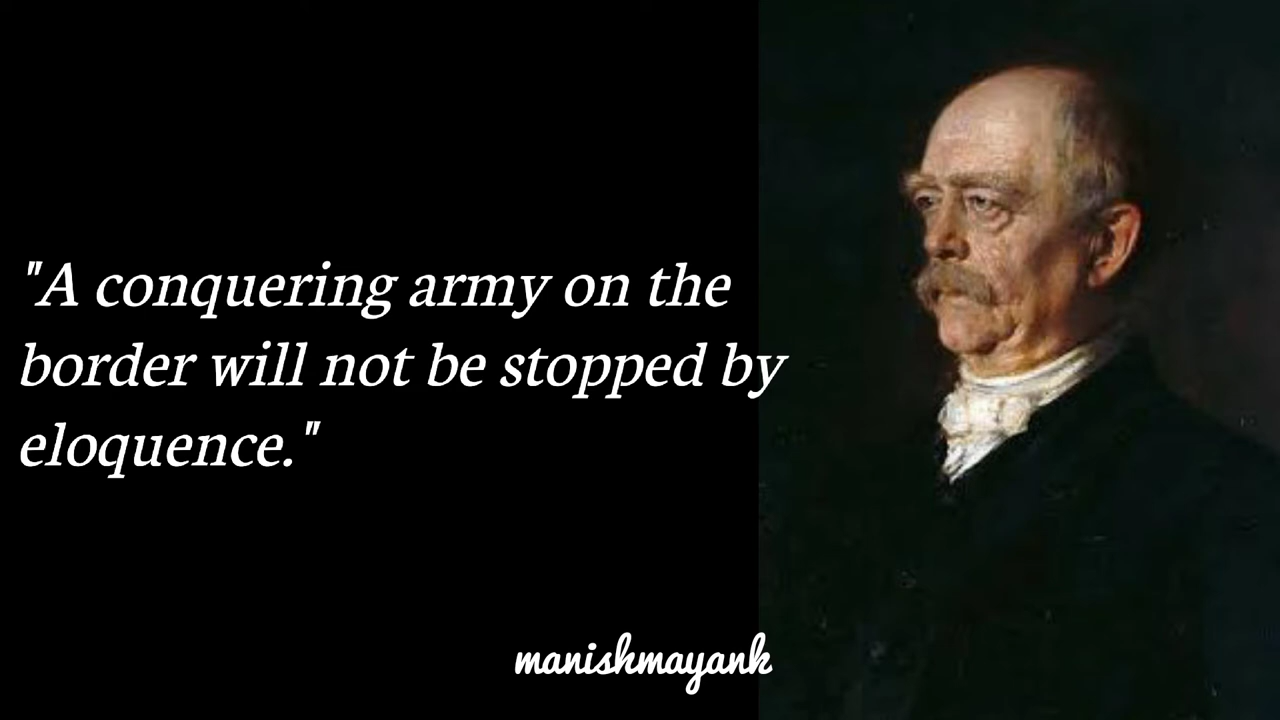 "A conquering army on the
border will not be stopped by
eloquence."
manishmayank